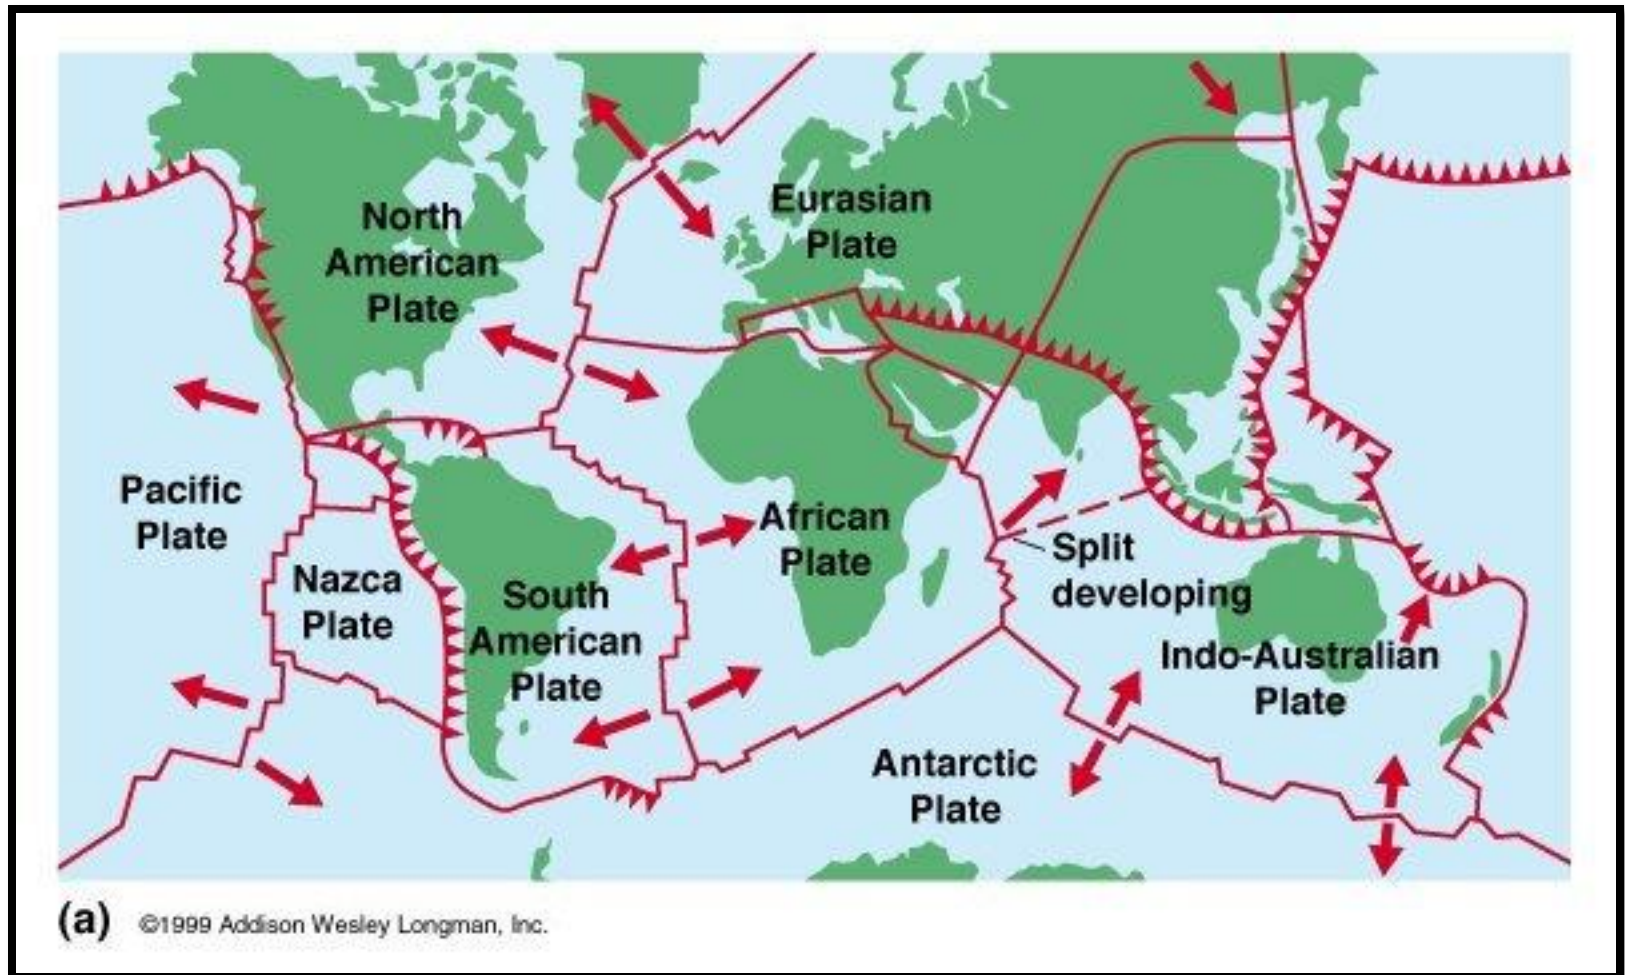 North
American
Plate
Eurasian
Plate
Pacific
Plate
Nazca
Plate
South
American
Plate
African
Plate
Split
developing
Indo-Australian
Plate
Antarctic
Plate
(a) ©1999 Addison Wesley Longman, Inc.